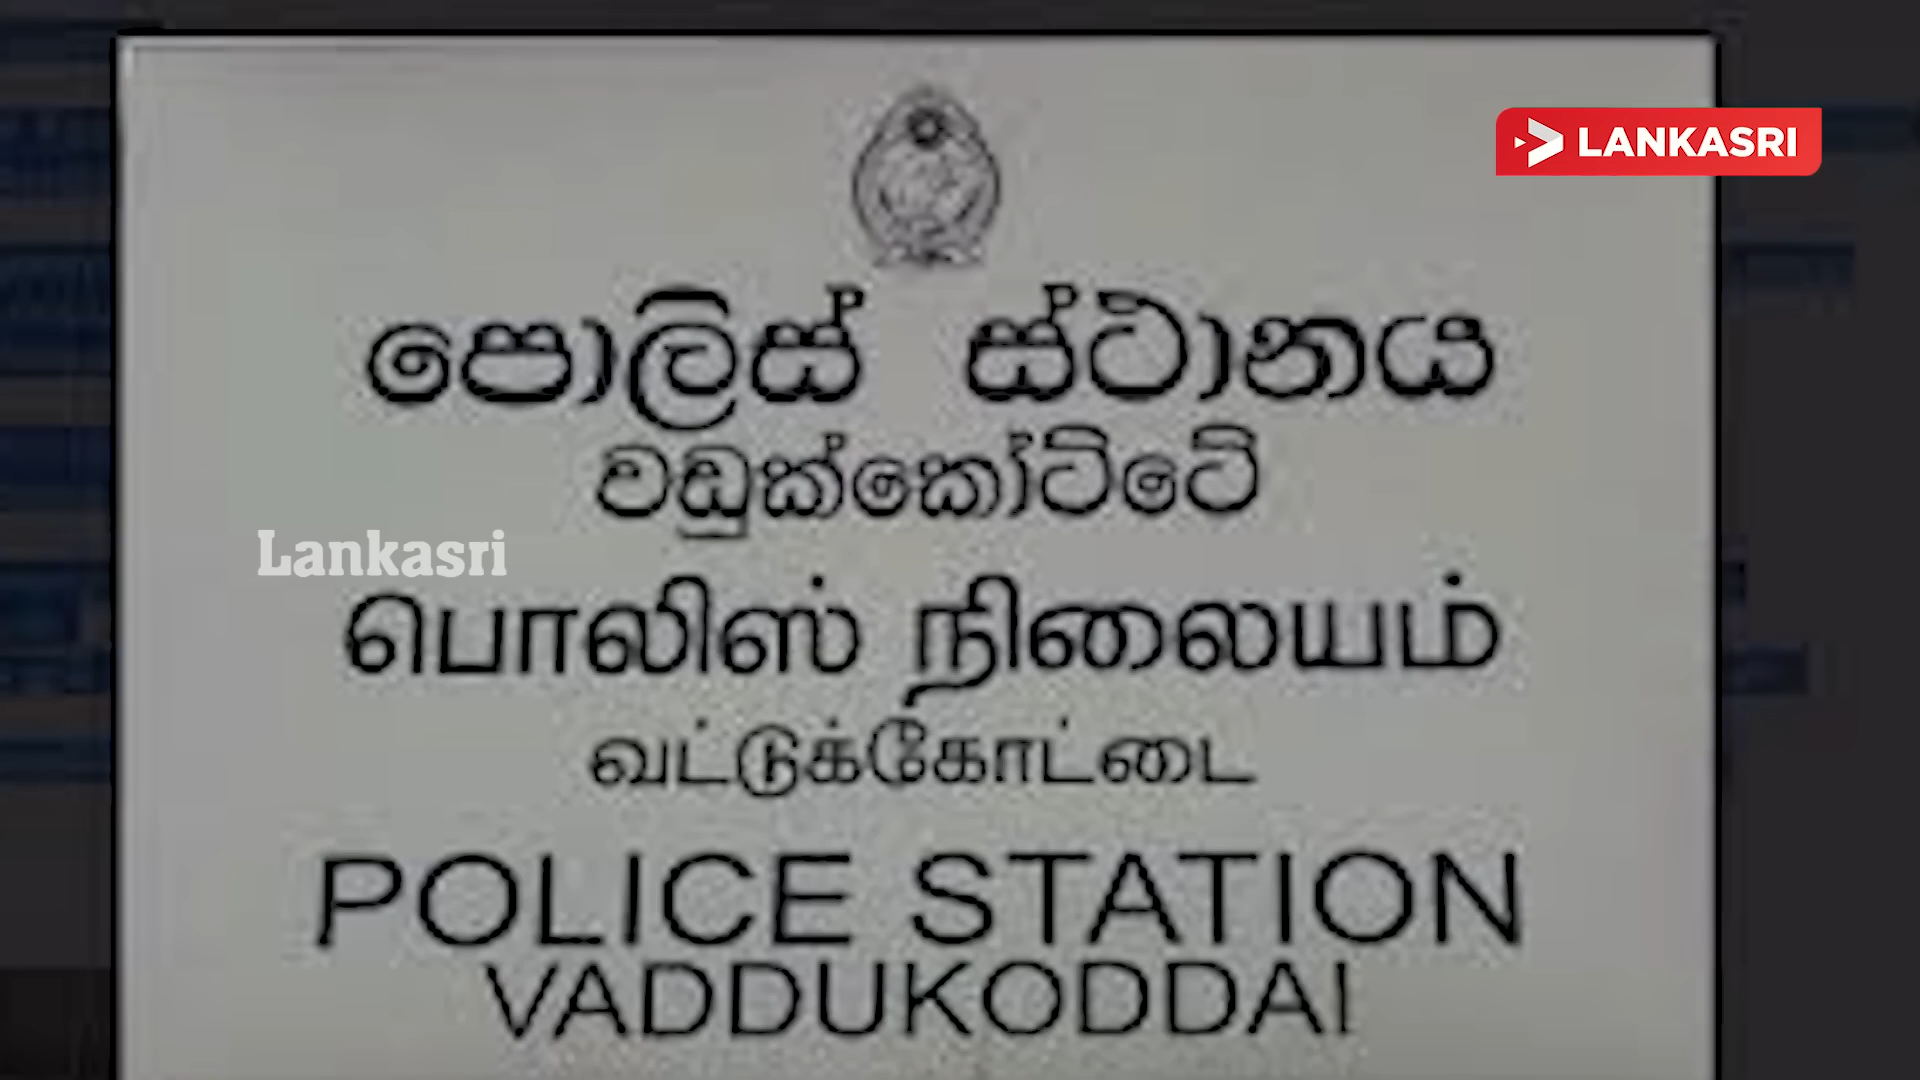 LANKASRI
පොලිස් ස්ථානය
වඩුක්කෝට්ටේ
Lankasri
பொலிஸ் நிலையம்
வட்டுக்கோட்டை
POLICE STATION
VADDUKODDAI